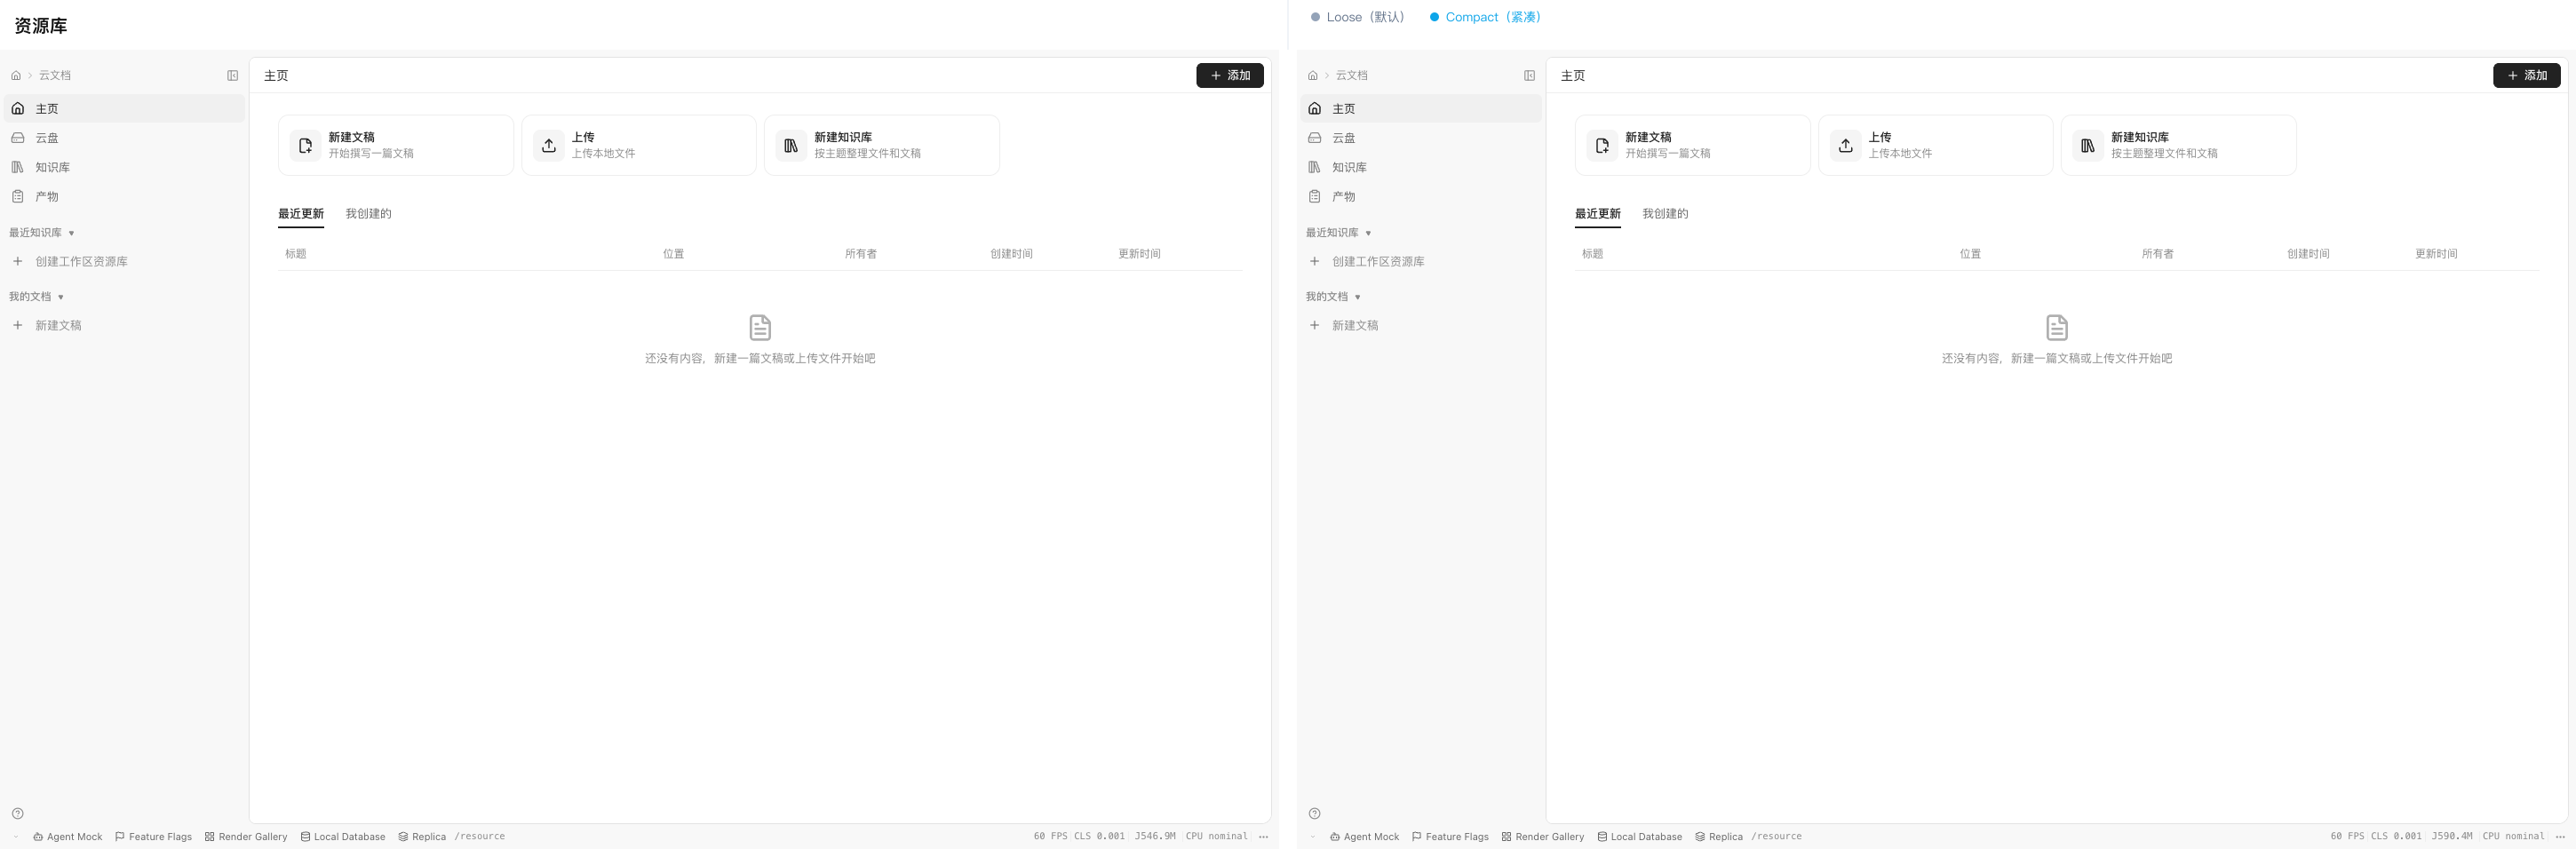 资源库
云文档
主页
云盘
知识库
产物
最近知识库
创建工作区资源库
我的文档
新建文稿
主页
添加
新建文稿
开始撰写一篇文稿
上传
上传本地文件
新建知识库
按主题整理文件和文稿
最近更新 我创建的
标题 位置 所有者 创建时间 更新时间
还没有内容，新建一篇文稿或上传文件开始吧
Agent Mock Feature Flags Render Gallery Local Database Replica /resource 60 FPS CLS 0.001 J546.9M CPU nominal
Loose（默认） Compact（紧凑）
云文档
主页
云盘
知识库
产物
最近知识库
创建工作区资源库
我的文档
新建文稿
主页
添加
新建文稿
开始撰写一篇文稿
上传
上传本地文件
新建知识库
按主题整理文件和文稿
最近更新 我创建的
标题 位置 所有者 创建时间 更新时间
还没有内容，新建一篇文稿或上传文件开始吧
Agent Mock Feature Flags Render Gallery Local Database Replica /resource 60 FPS CLS 0.001 J590.4M CPU nominal